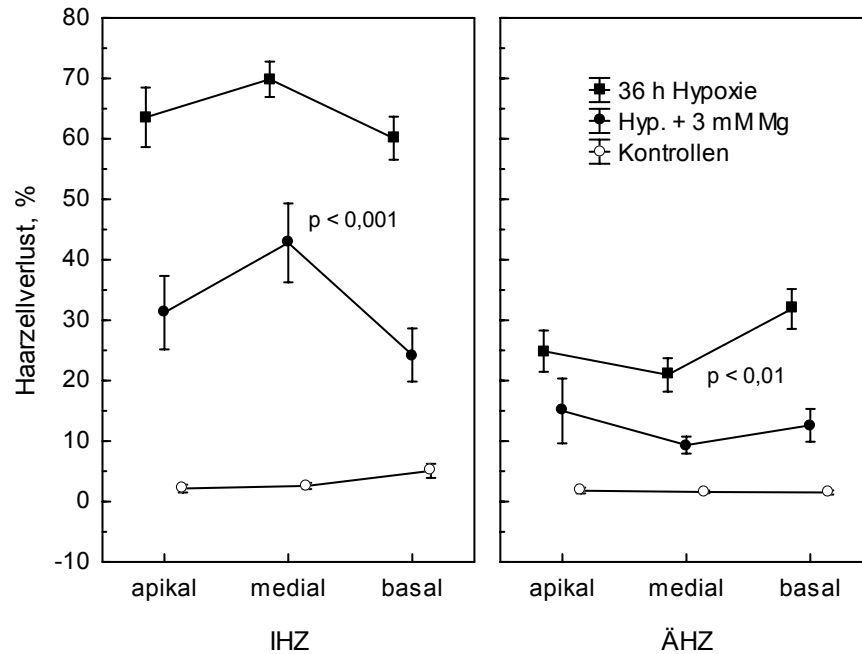 80
70
60
50
40
30
20
10
0
-10
Haarzellverlust, %
36 h Hypoxie
Hyp. + 3 mM Mg
Kontrollen
p < 0,001
p < 0,01
apikal medial basal
apikal medial basal
IHZ
ÄHZ